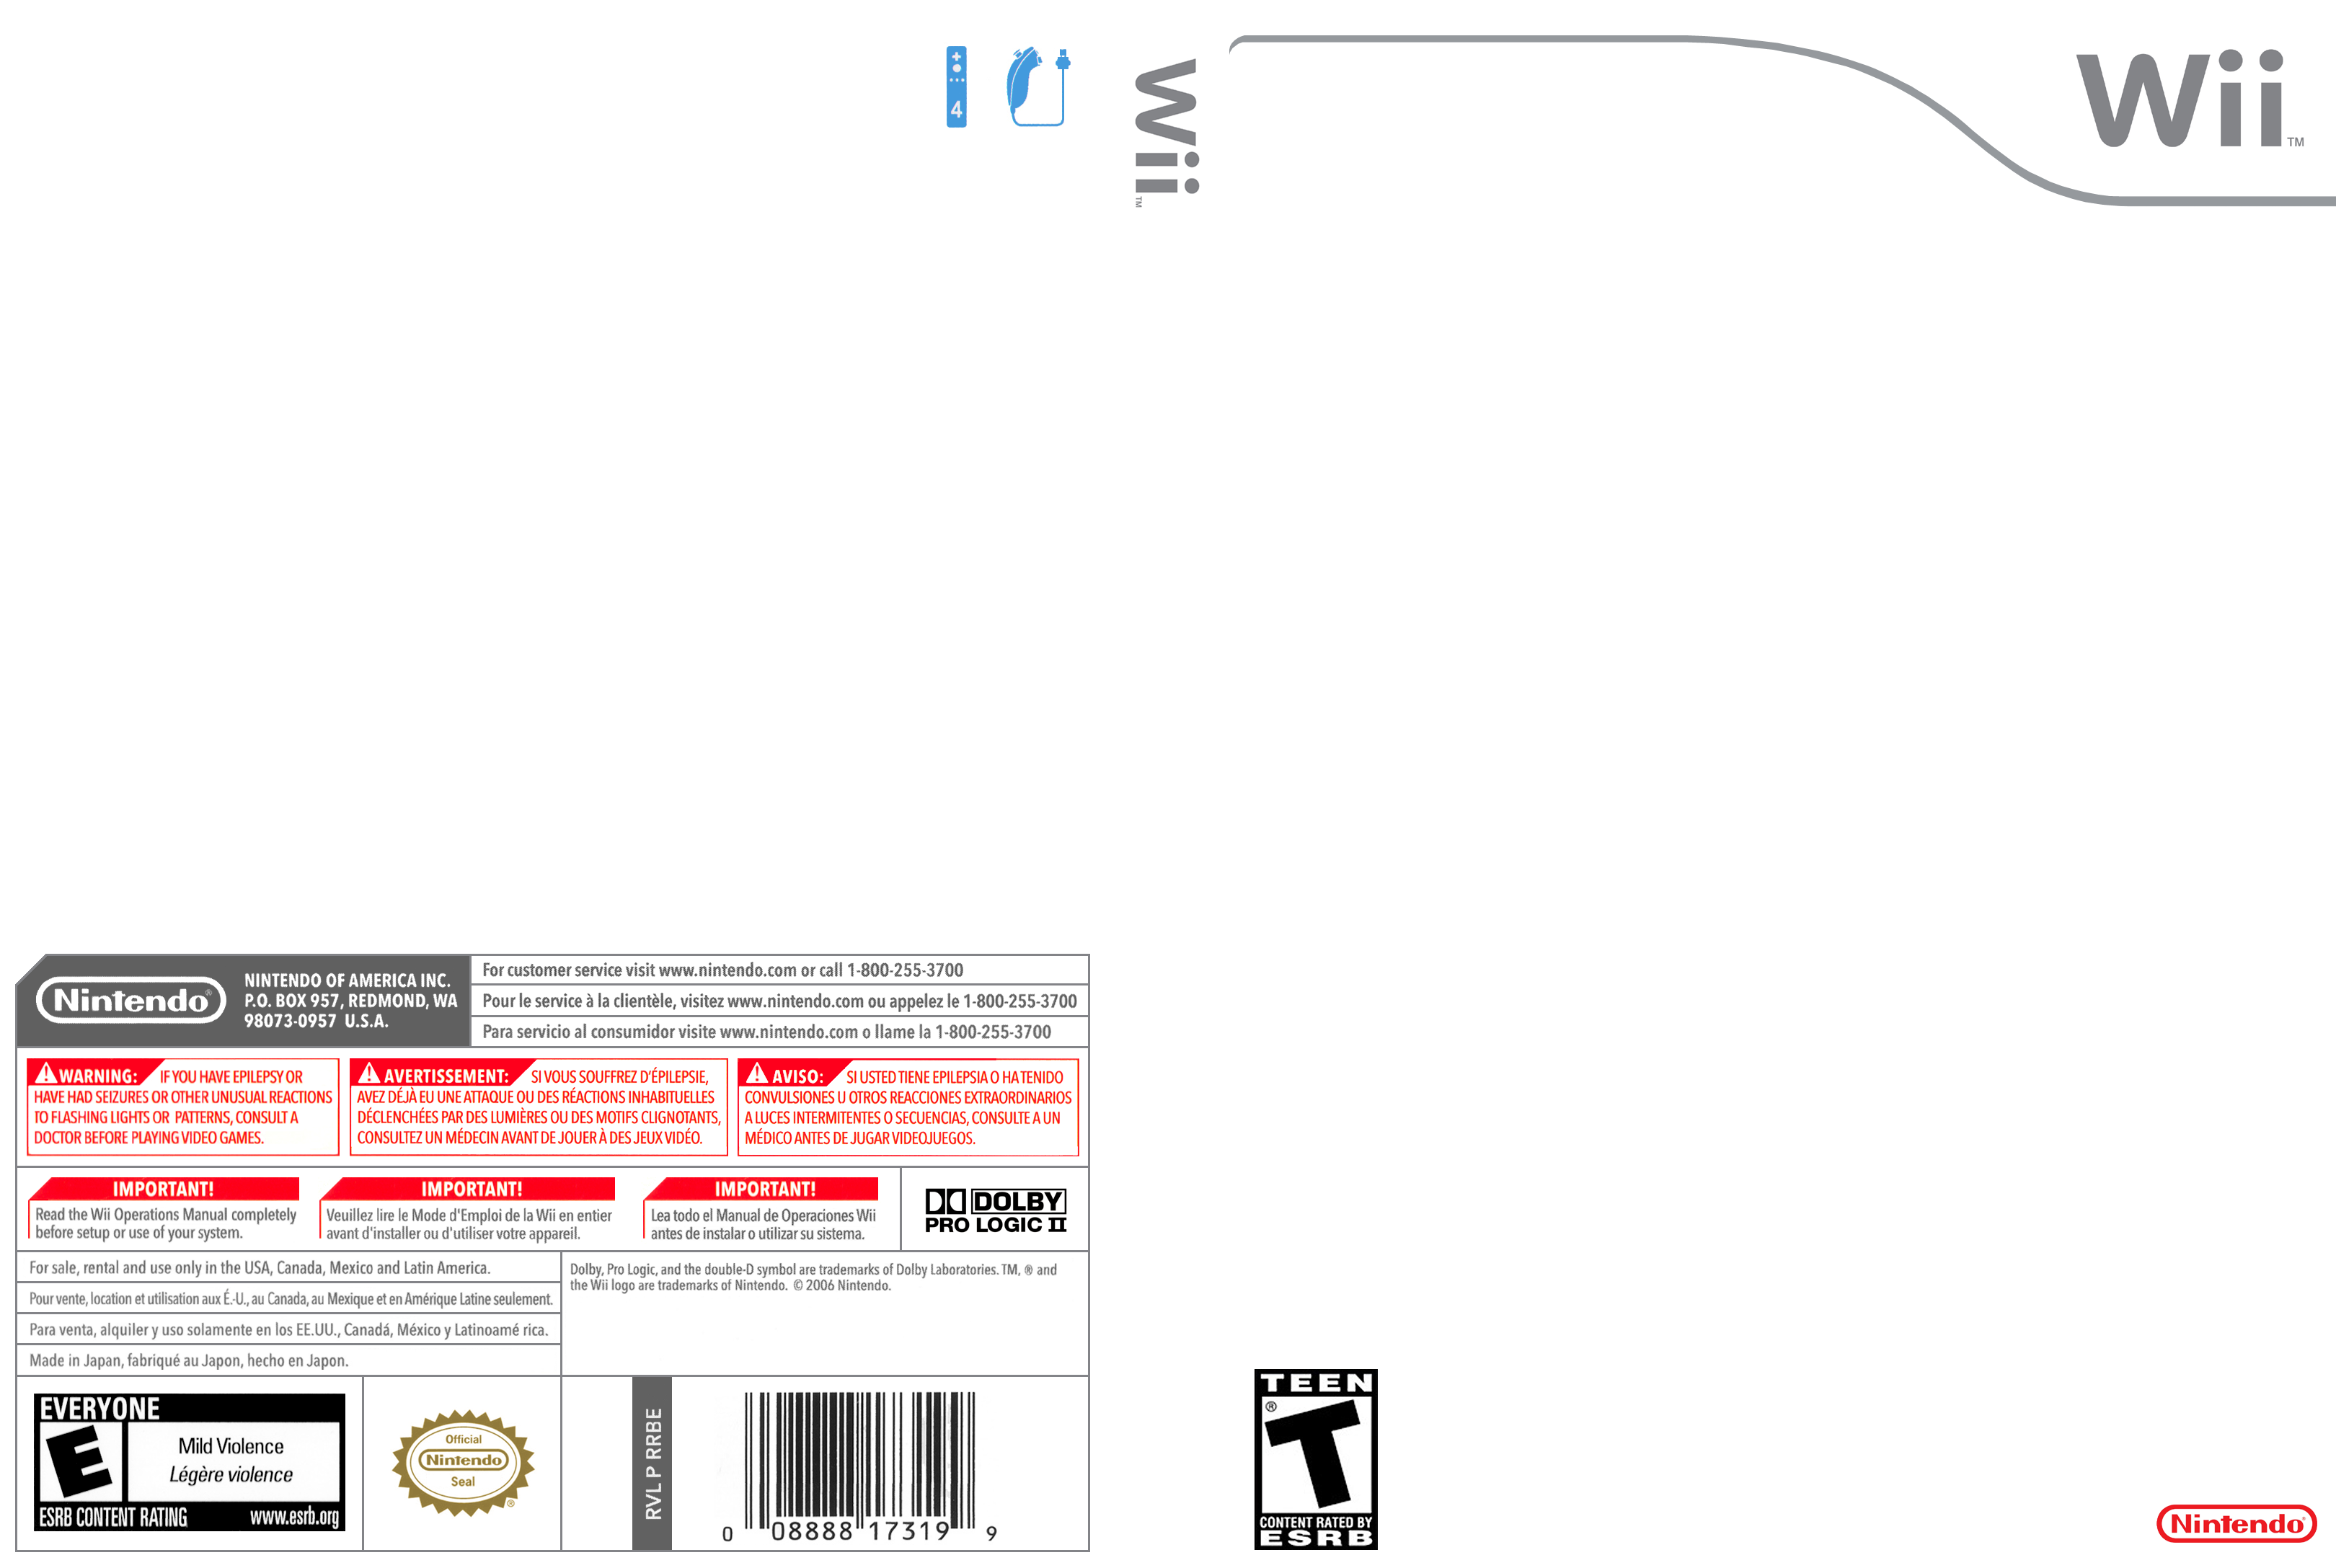 4
NINTENDO OF AMERICA INC.
P.O. BOX 957, REDMOND, WA
98073-0957 U.S.A.
Nintendo®
For customer service visit www.nintendo.com or call 1-800-255-3700
Pour le service à la clientèle, visitez www.nintendo.com ou appelez le 1-800-255-3700
Para servicio al consumidor visite www.nintendo.com o llame la 1-800-255-3700
WARNING: IF YOU HAVE EPILEPSY OR
HAVE HAD SEIZURES OR OTHER UNUSUAL REACTIONS
TO FLASHING LIGHTS OR PATTERNS, CONSULT A
DOCTOR BEFORE PLAYING VIDEO GAMES.
AVERTISSEMENT: SI VOUS SOUFFREZ D'ÉPILEPSIE,
AVEZ DÉJÀ EU UNE ATTAQUE OU DES RÉACTIONS INHABITUELLES
DÉCLENCHÉES PAR DES LUMIÈRES OU DES MOTIFS CLIGNOTANTS,
CONSULTEZ UN MÉDECIN AVANT DE JOUER À DES JEUX VIDÉO.
AVISO: SI USTED TIENE EPILEPSIA O HA TENIDO
CONVULSIONES U OTROS REACCIONES EXTRAORDINARIOS
A LUCES INTERMITENTES O SECUENCIAS, CONSULTE A UN
MÉDICO ANTES DE JUGAR VIDEOJUEGOS.
IMPORTANT!
Read the Wii Operations Manual completely
before setup or use of your system.
IMPORTANT!
Veuillez lire le Mode d'Emploi de la Wii en entier
avant d'installer ou d'utiliser votre appareil.
IMPORTANT!
Lea todo el Manual de Operaciones Wii
antes de instalar o utilizar su sistema.
DOLBY
PRO LOGIC II
For sale, rental and use only in the USA, Canada, Mexico and Latin America.
Pour vente, location et utilisation aux É.-U., au Canada, au Mexique et en Amérique Latine seulement.
Para venta, alquiler y uso solamente en los EE.UU., Canadá, México y Latinoamé rica.
Made in Japan, fabriqué au Japon, hecho en Japon.
Dolby, Pro Logic, and the double-D symbol are trademarks of Dolby Laboratories. TM, ® and
the Wii logo are trademarks of Nintendo. © 2006 Nintendo.
EVERYONE
E
Mild Violence
Légère violence
ESRB CONTENT RATING www.esrb.org
Official
Nintendo
Seal
®
RVL P RRBE
0 08888 17319 9
Wii
TM
Wii
TM
TEEN
®
T
CONTENT RATED BY
ESRB
Nintendo®